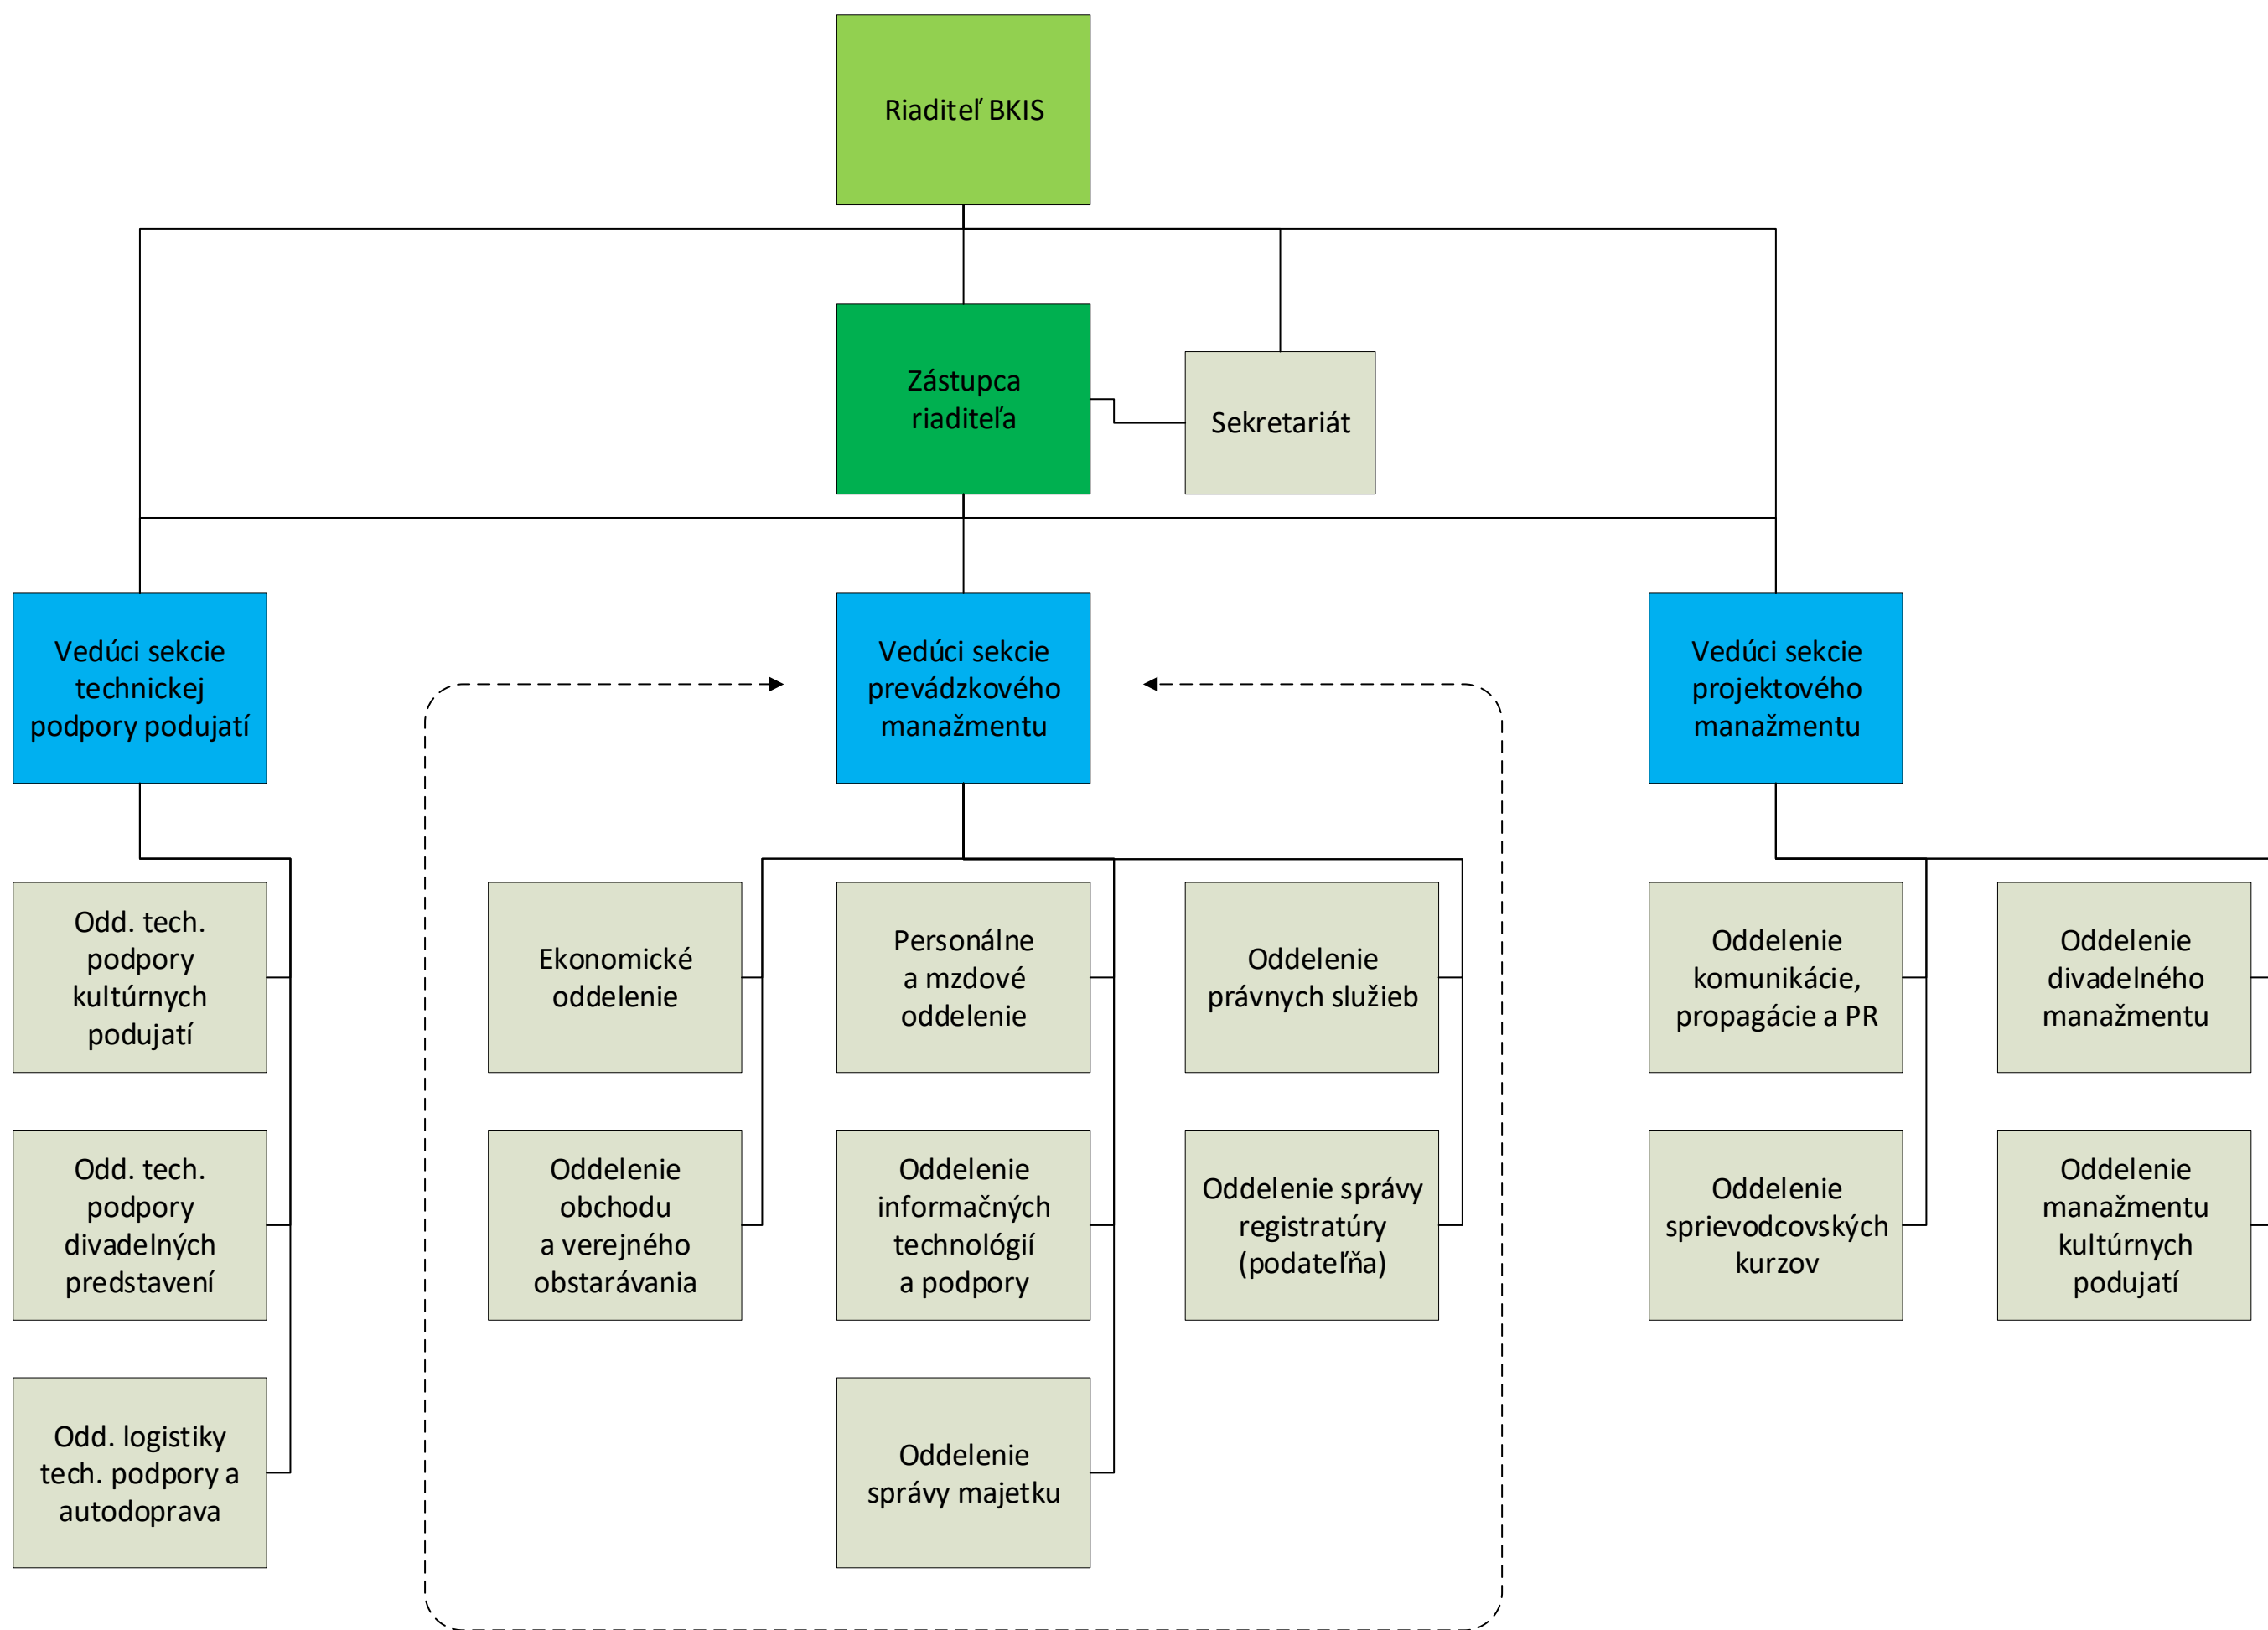 Riaditeľ BKIS
Zástupca
riaditeľa
Sekretariát
Vedúci sekcie
technickej
podpory podujatí
Vedúci sekcie
prevádzkového
manažmentu
Vedúci sekcie
projektového
manažmentu
Odd. tech.
podpory
kultúrnych
podujatí
Ekonomické
oddelenie
Personálne
a mzdové
oddelenie
Oddelenie
právnych služieb
Oddelenie
komunikácie,
propagácie a PR
Oddelenie
divadelného
manažmentu
Odd. tech.
podpory
divadelných
predstavení
Oddelenie
obchodu
a verejného
obstarávania
Oddelenie
informačných
technológií
a podpory
Oddelenie správy
registratúry
(podateľňa)
Oddelenie
sprievodcovských
kurzov
Oddelenie
manažmentu
kultúrnych
podujatí
Odd. logistiky
tech. podpory a
autodoprava
Oddelenie
správy majetku